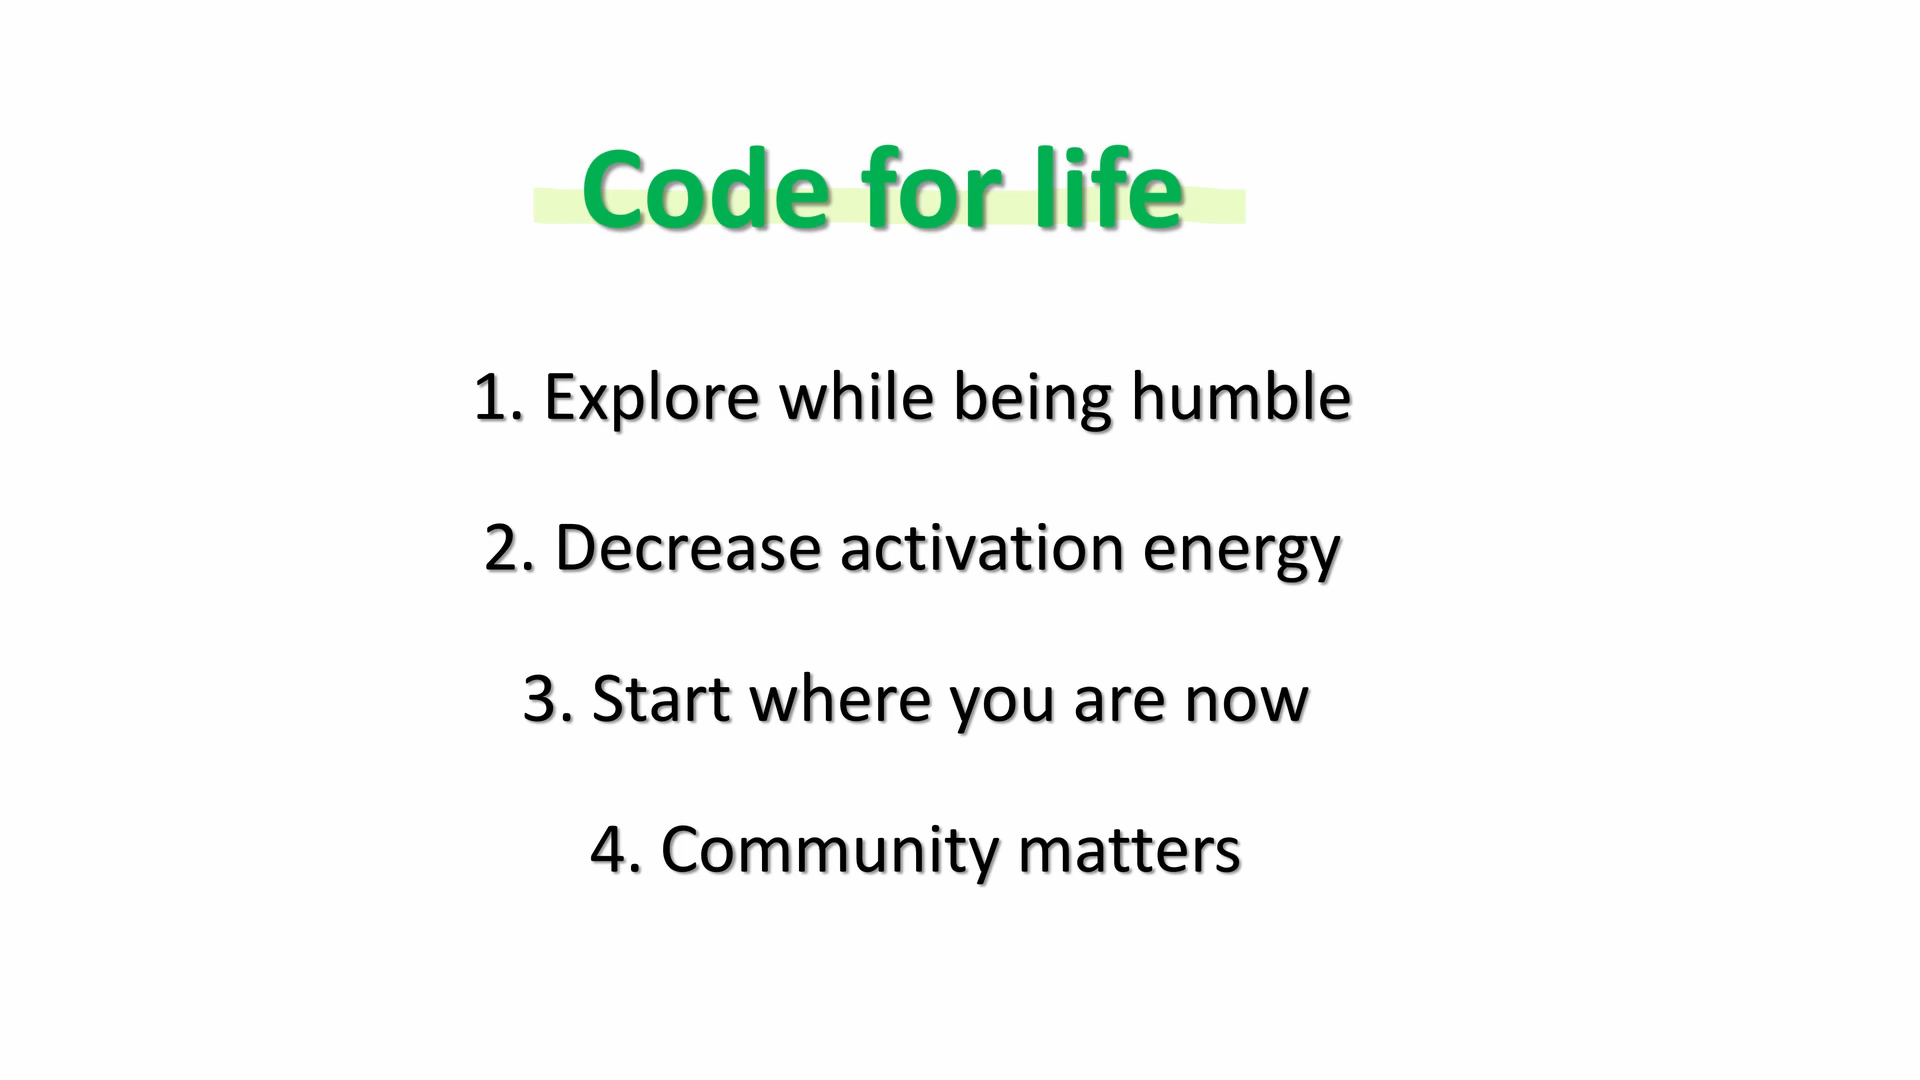 Code for life
1. Explore while being humble
2. Decrease activation energy
3. Start where you are now
4. Community matters